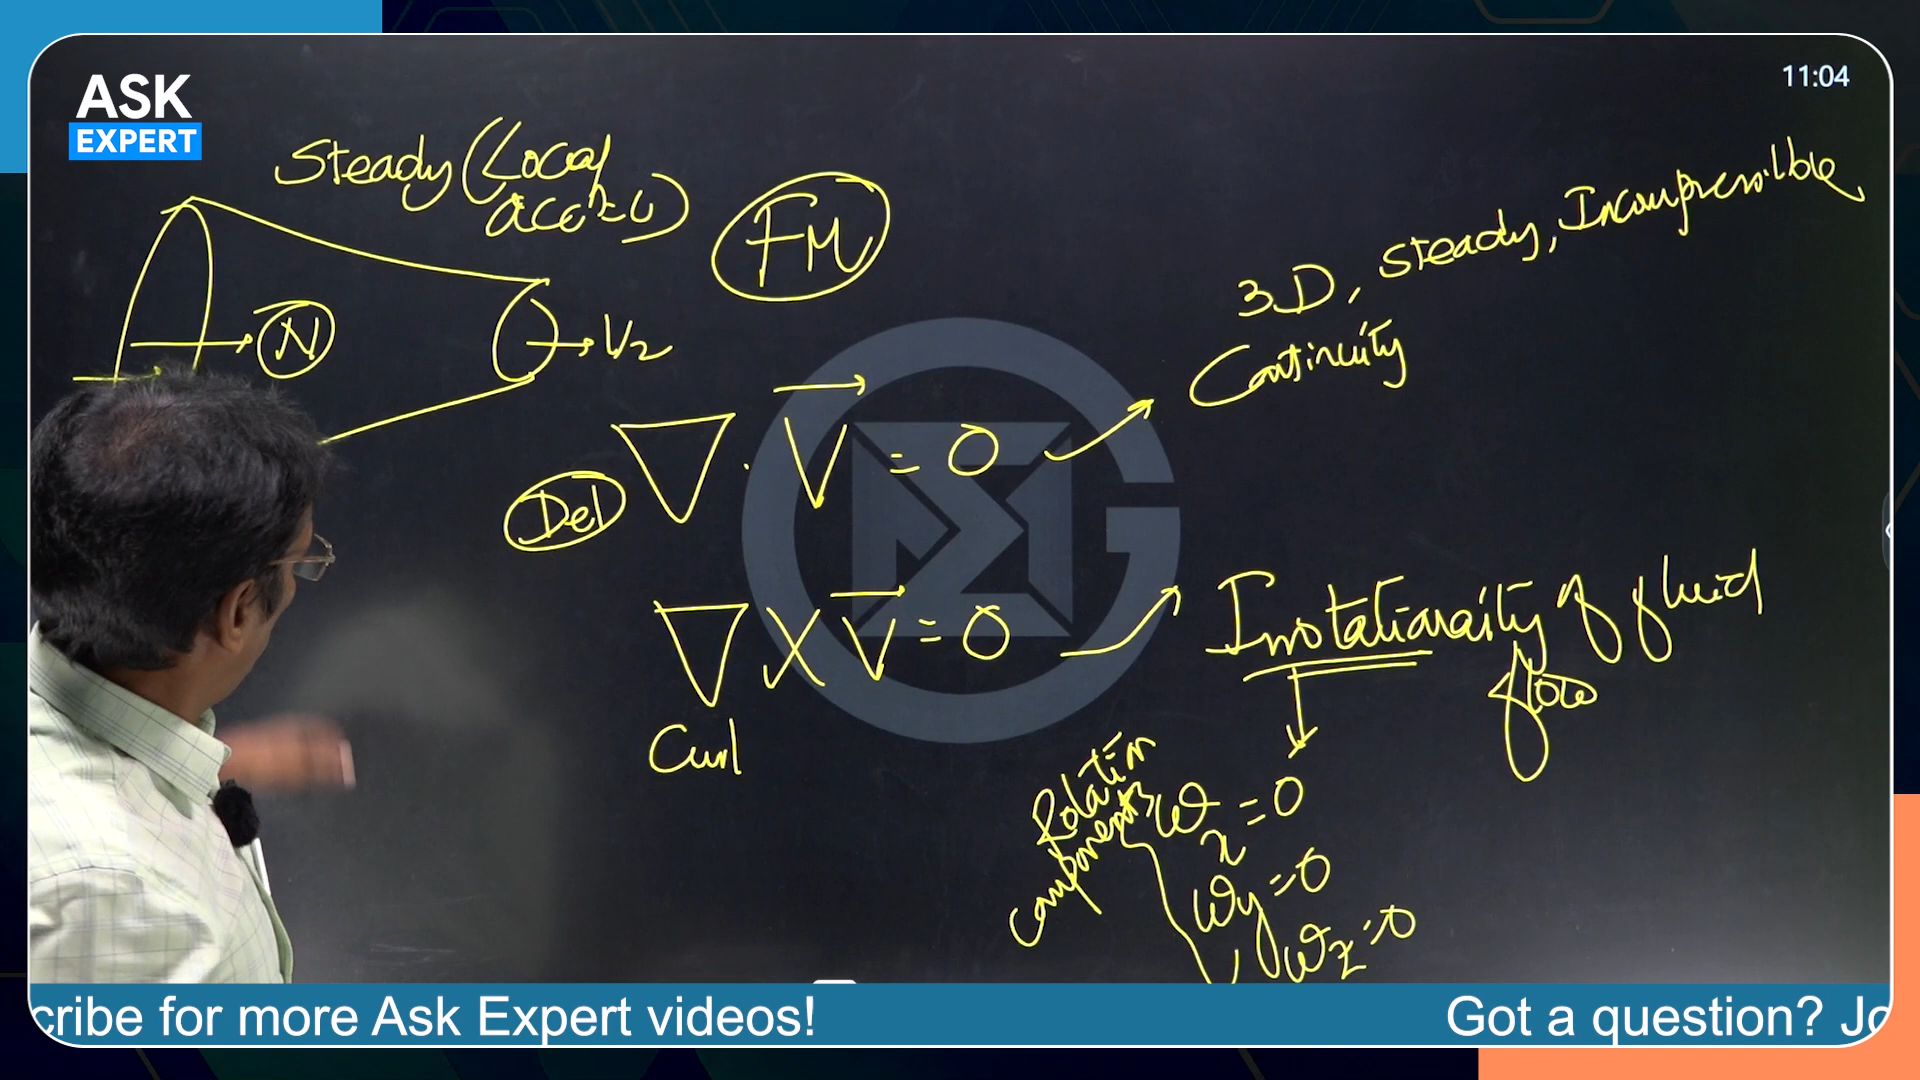 ASK
EXPERT
11:04
Steady (Local
accn = 0)
FM
3D, steady, Incompressible
Continuity
V2
∇ · V = 0
Del
∇ X V = 0
Curl
Irrotationality of fluid
flow
Rotation
components
ωx = 0
ωy = 0
ωz = 0
cribe for more Ask Expert videos!
Got a question? Jo